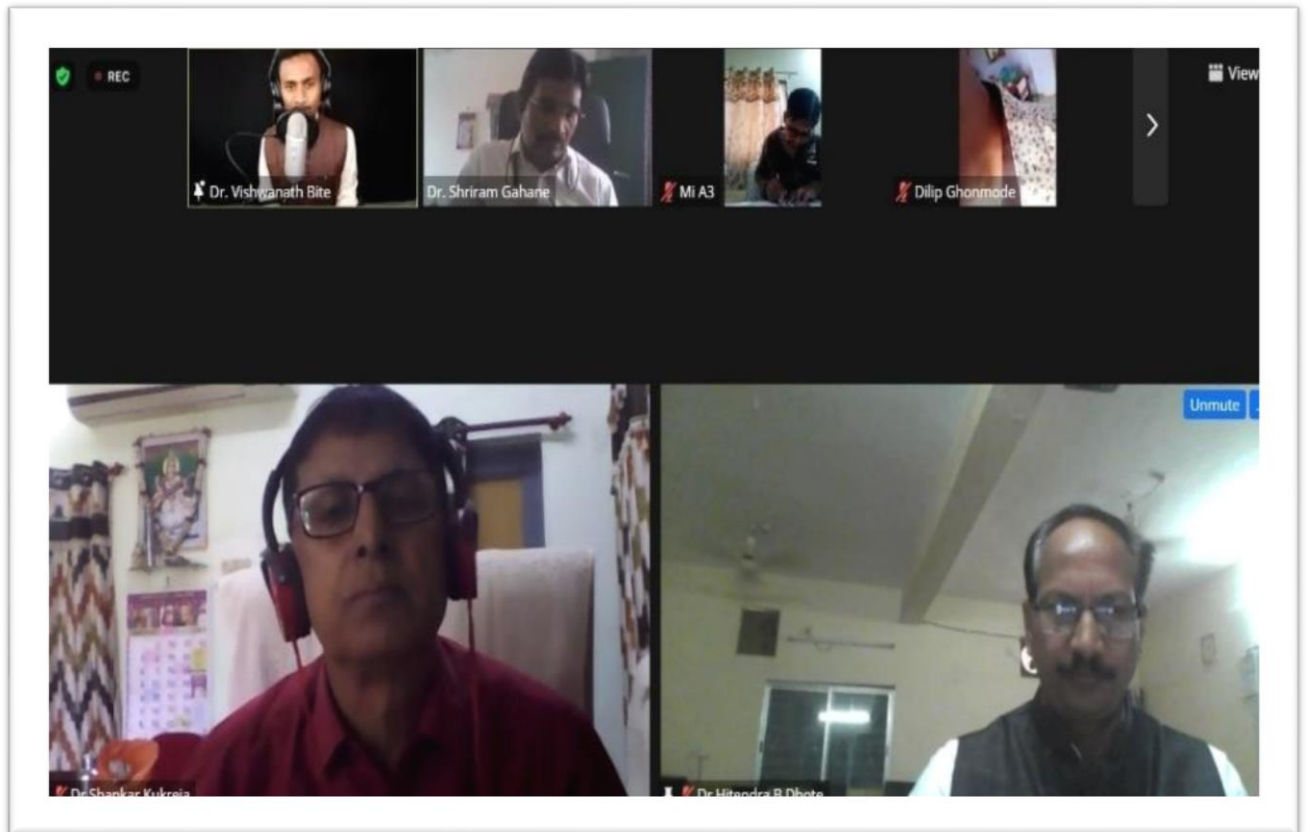 REC
View
Dr. Vishwanath Bite
Dr. Shriram Gahane
Mi A3
Dilip Ghonmode
Unmute
Dr Shankar Kukreja
Dr Hitendra B Dhote